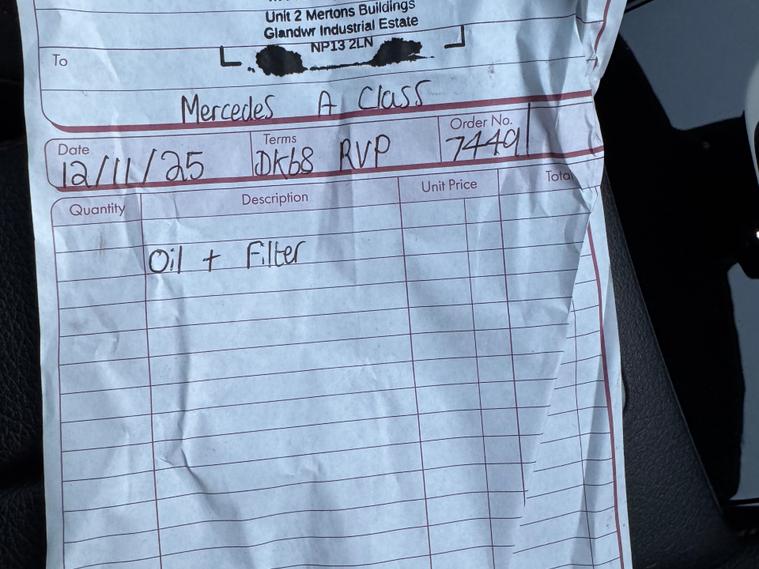 Unit 2 Mertons Buildings
Glandwr Industrial Estate
NP13 2LN
To
Mercedes A Class
Date Terms Order No.
12/11/25 DK68 RVP 74491
Quantity Description Unit Price Total
Oil + Filter